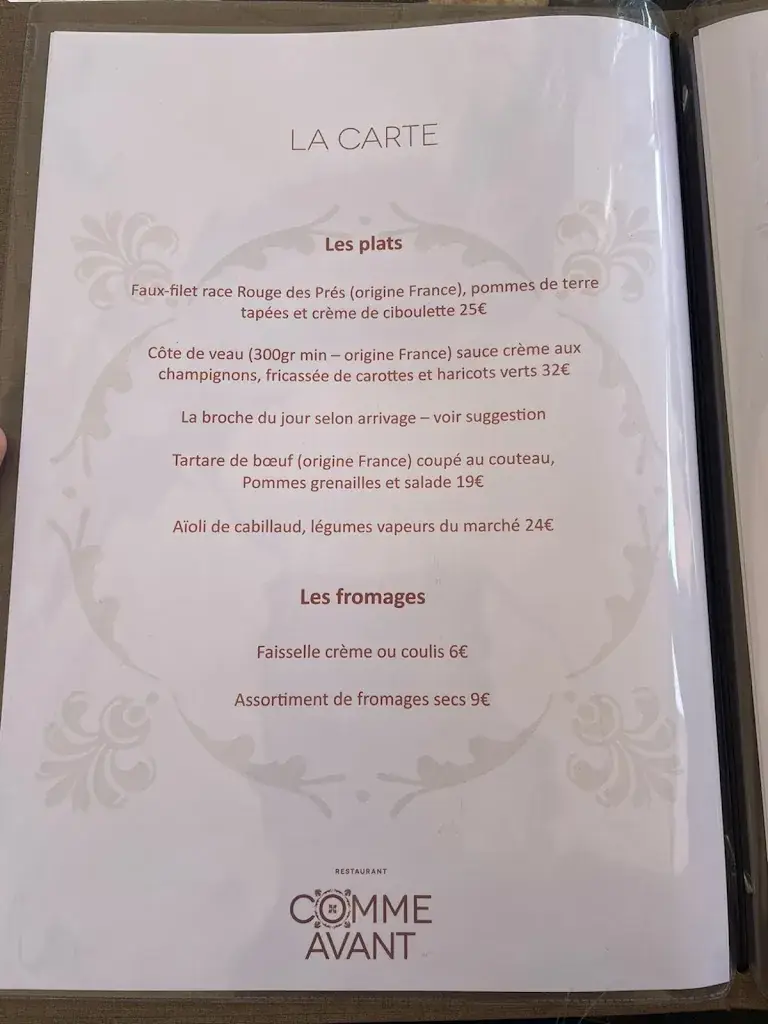 LA CARTE
Les plats
Faux-filet race Rouge des Prés (origine France), pommes de terre
tapées et crème de ciboulette 25€
Côte de veau (300gr min – origine France) sauce crème aux
champignons, fricassée de carottes et haricots verts 32€
La broche du jour selon arrivage – voir suggestion
Tartare de bœuf (origine France) coupé au couteau,
Pommes grenailles et salade 19€
Aïoli de cabillaud, légumes vapeurs du marché 24€
Les fromages
Faisselle crème ou coulis 6€
Assortiment de fromages secs 9€
RESTAURANT
COMME
AVANT